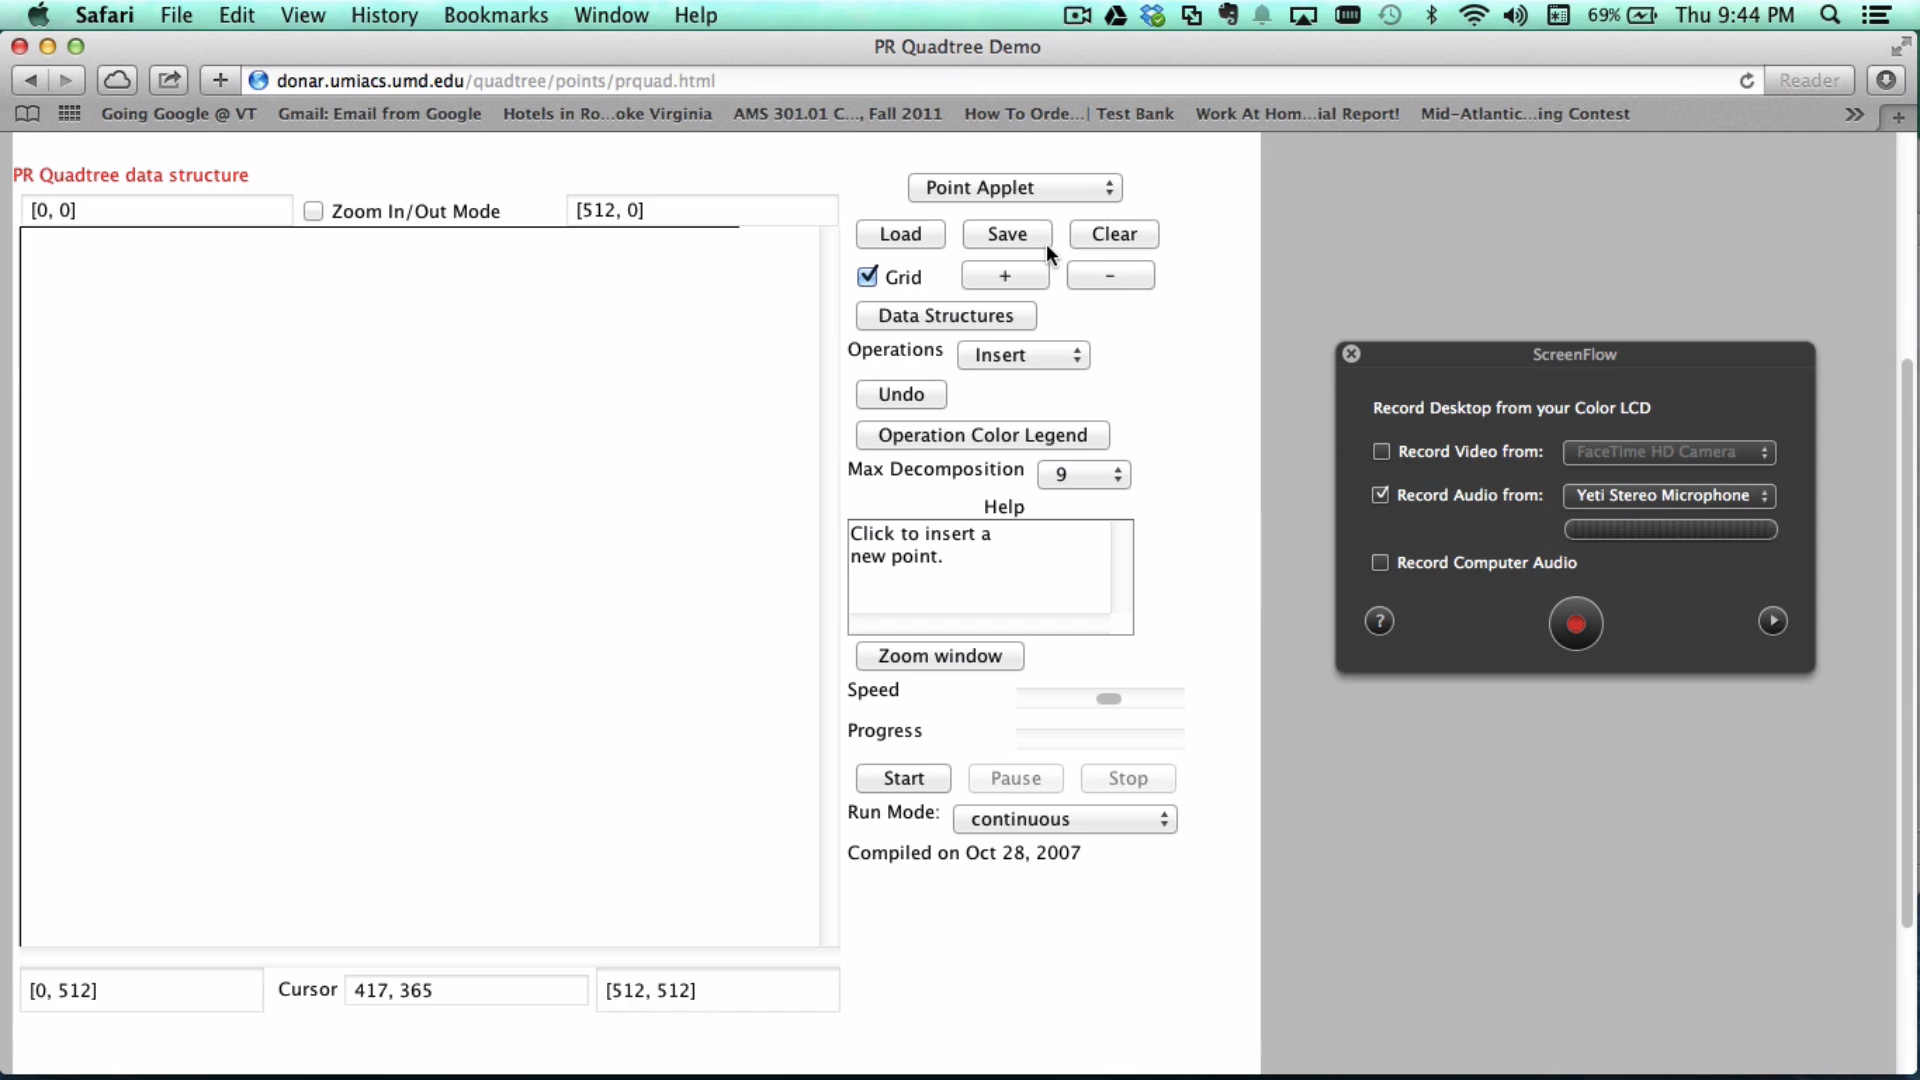 Safari File Edit View History Bookmarks Window Help 69% Thu 9:44 PM
PR Quadtree Demo
donar.umiacs.umd.edu/quadtree/points/prquad.html Reader
Going Google @ VT Gmail: Email from Google Hotels in Ro...oke Virginia AMS 301.01 C..., Fall 2011 How To Orde...| Test Bank Work At Hom...ial Report! Mid-Atlantic...ing Contest
PR Quadtree data structure
[0, 0] Zoom In/Out Mode [512, 0]
Point Applet
Load Save Clear
Grid + -
Data Structures
Operations Insert
Undo
Operation Color Legend
Max Decomposition 9
Help
Click to insert a
new point.
Zoom window
Speed
Progress
Start Pause Stop
Run Mode: continuous
Compiled on Oct 28, 2007
[0, 512] Cursor 417, 365 [512, 512]
ScreenFlow
Record Desktop from your Color LCD
Record Video from: FaceTime HD Camera
Record Audio from: Yeti Stereo Microphone
Record Computer Audio
?